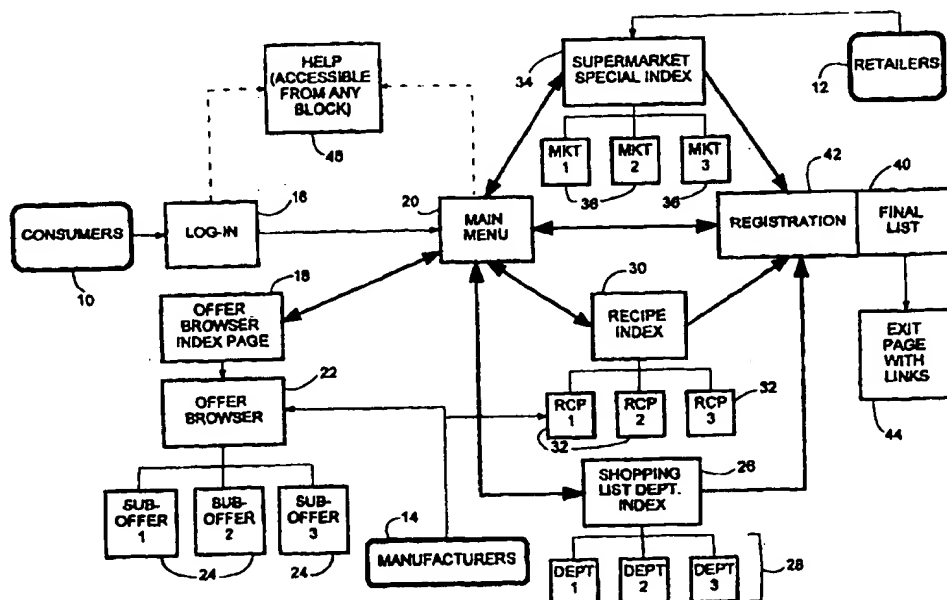 HELP
(ACCESSIBLE
FROM ANY
BLOCK)
48
34
SUPERMARKET
SPECIAL INDEX
12
RETAILERS
MKT
1
MKT
2
MKT
3
36
36
42
40
CONSUMERS
10
16
LOG-IN
20
MAIN
MENU
REGISTRATION
FINAL
LIST
18
OFFER
BROWSER
INDEX PAGE
30
RECIPE
INDEX
EXIT
PAGE
WITH
LINKS
44
22
OFFER
BROWSER
RCP
1
RCP
2
RCP
3
32
32
SUB-
OFFER
1
SUB-
OFFER
2
SUB-
OFFER
3
24
24
14
MANUFACTURERS
SHOPPING
LIST DEPT.
INDEX
26
DEPT
1
DEPT
2
DEPT
3
28